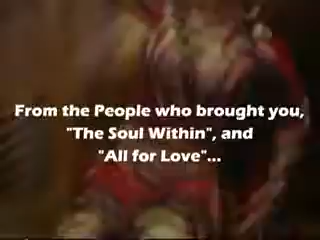 From the People who brought you,
"The Soul Within", and
"All for Love"...